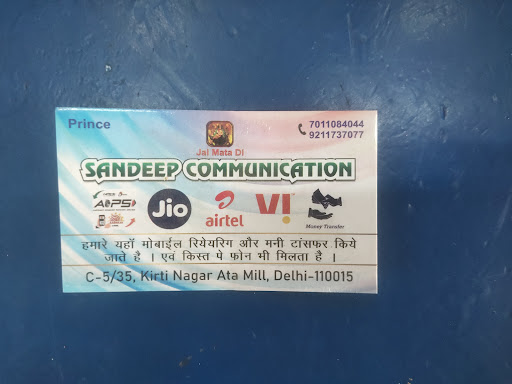 Prince
7011084044
9211737077
Jai Mata Di
SANDEEP COMMUNICATION
AePS
Jio
airtel
VI
Money Transfer
हमारे यहाँ मोबाईल रियेयरिग और मनी टांसफर किये
जाते है । एवं किस्त पे फोन भी मिलता है ।
C-5/35, Kirti Nagar Ata Mill, Delhi-110015